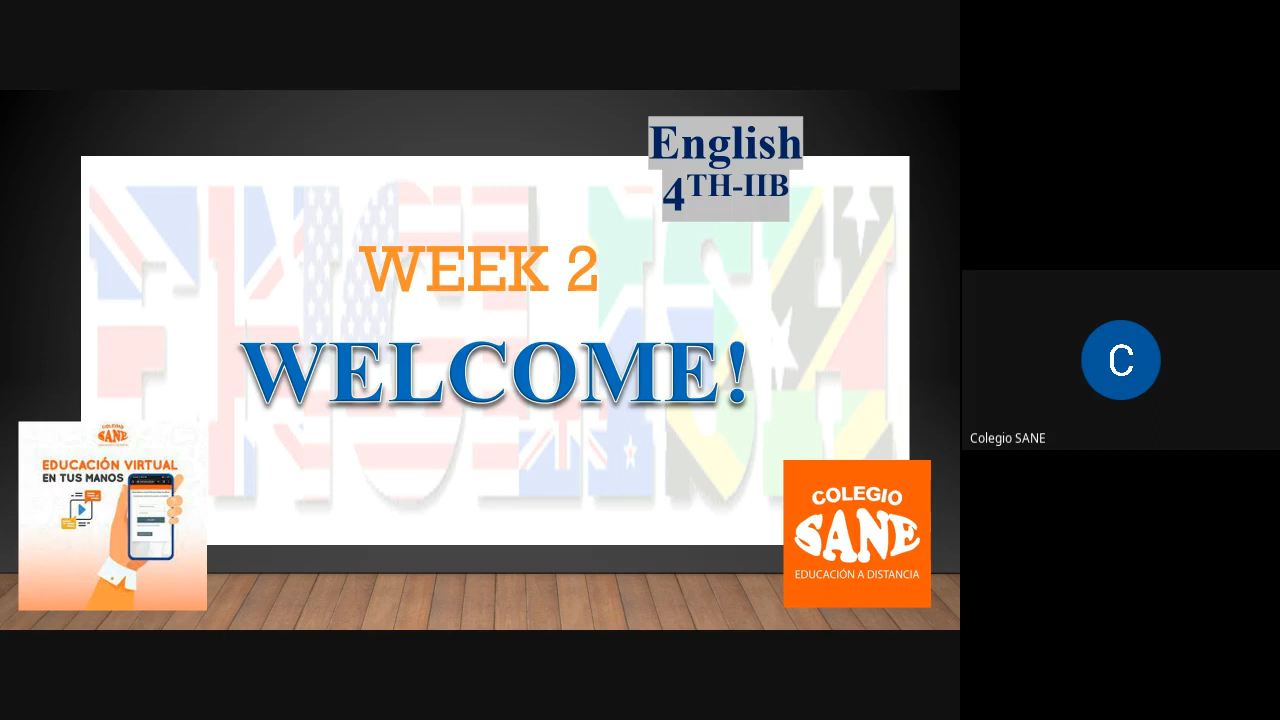 English
4TH-IIB
WEEK 2
WELCOME!
COLEGIO
SANE
EDUCACIÓN VIRTUAL
EN TUS MANOS
COLEGIO
SANE
EDUCACIÓN A DISTANCIA
C
Colegio SANE
ENGLISH